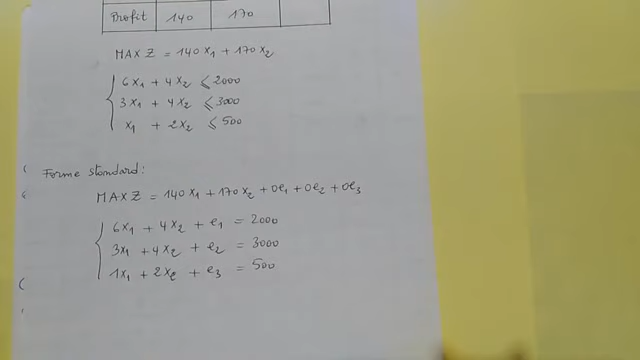 Profit 140 170
MAX Z = 140 x₁ + 170 x₂
6x₁ + 4x₂ ≤ 2000
3x₁ + 4x₂ ≤ 3000
x₁ + 2x₂ ≤ 500
Forme standard:
MAX Z = 140 x₁ + 170 x₂ + 0e₁ + 0e₂ + 0e₃
6x₁ + 4x₂ + e₁ = 2000
3x₁ + 4x₂ + e₂ = 3000
1x₁ + 2x₂ + e₃ = 500